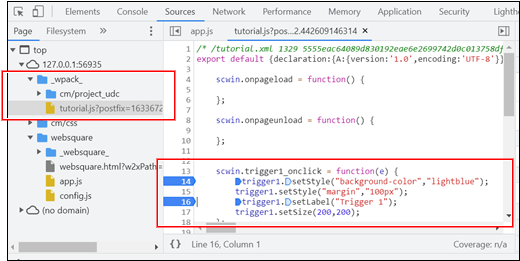 Elements Console Sources Network Performance Memory Application Security
Page
app.js tutorial.js?post...2.442609146314
top
127.0.0.1:56935
_wpack_
cm/project_udc
tutorial.js?postfix=1633672
cm/css
websquare
_websquare_
websquare.html?w2xPath=
app.js
config.js
(no domain)
1 /* /tutorial.xml 1329 5555eac64089d830192eae6e2699742d0c013758d
2 export default {declaration:{A:{version:'1.0',encoding:'UTF-8'}}
3
4 scwin.onpageload = function() {
5
6 };
7
8 scwin.onpageunload = function() {
9
10 };
11
12
13 scwin.trigger1_onclick = function(e) {
14 trigger1.setStyle("background-color","lightblue");
15 trigger1.setStyle("margin","100px");
16 trigger1.setLabel("Trigger 1");
17 trigger1.setSize(200,200);
{} Line 16, Column 1 Coverage: n/a